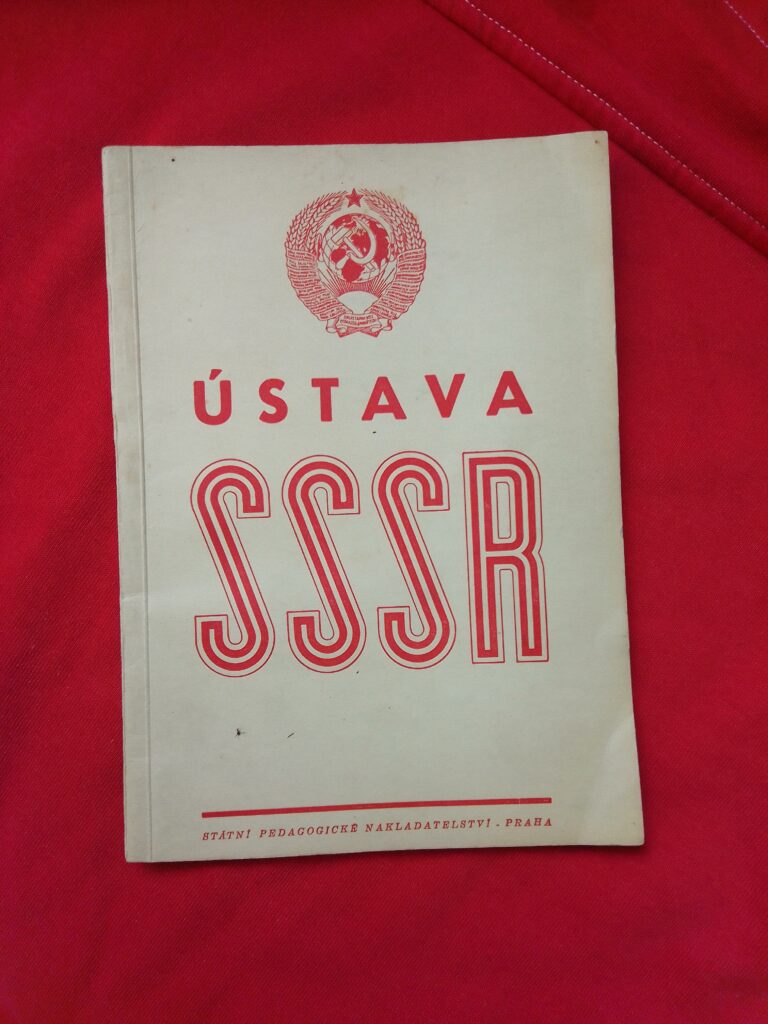 ÚSTAVA
SSSR
STÁTNÍ PEDAGOGICKÉ NAKLADATELSTVÍ - PRAHA